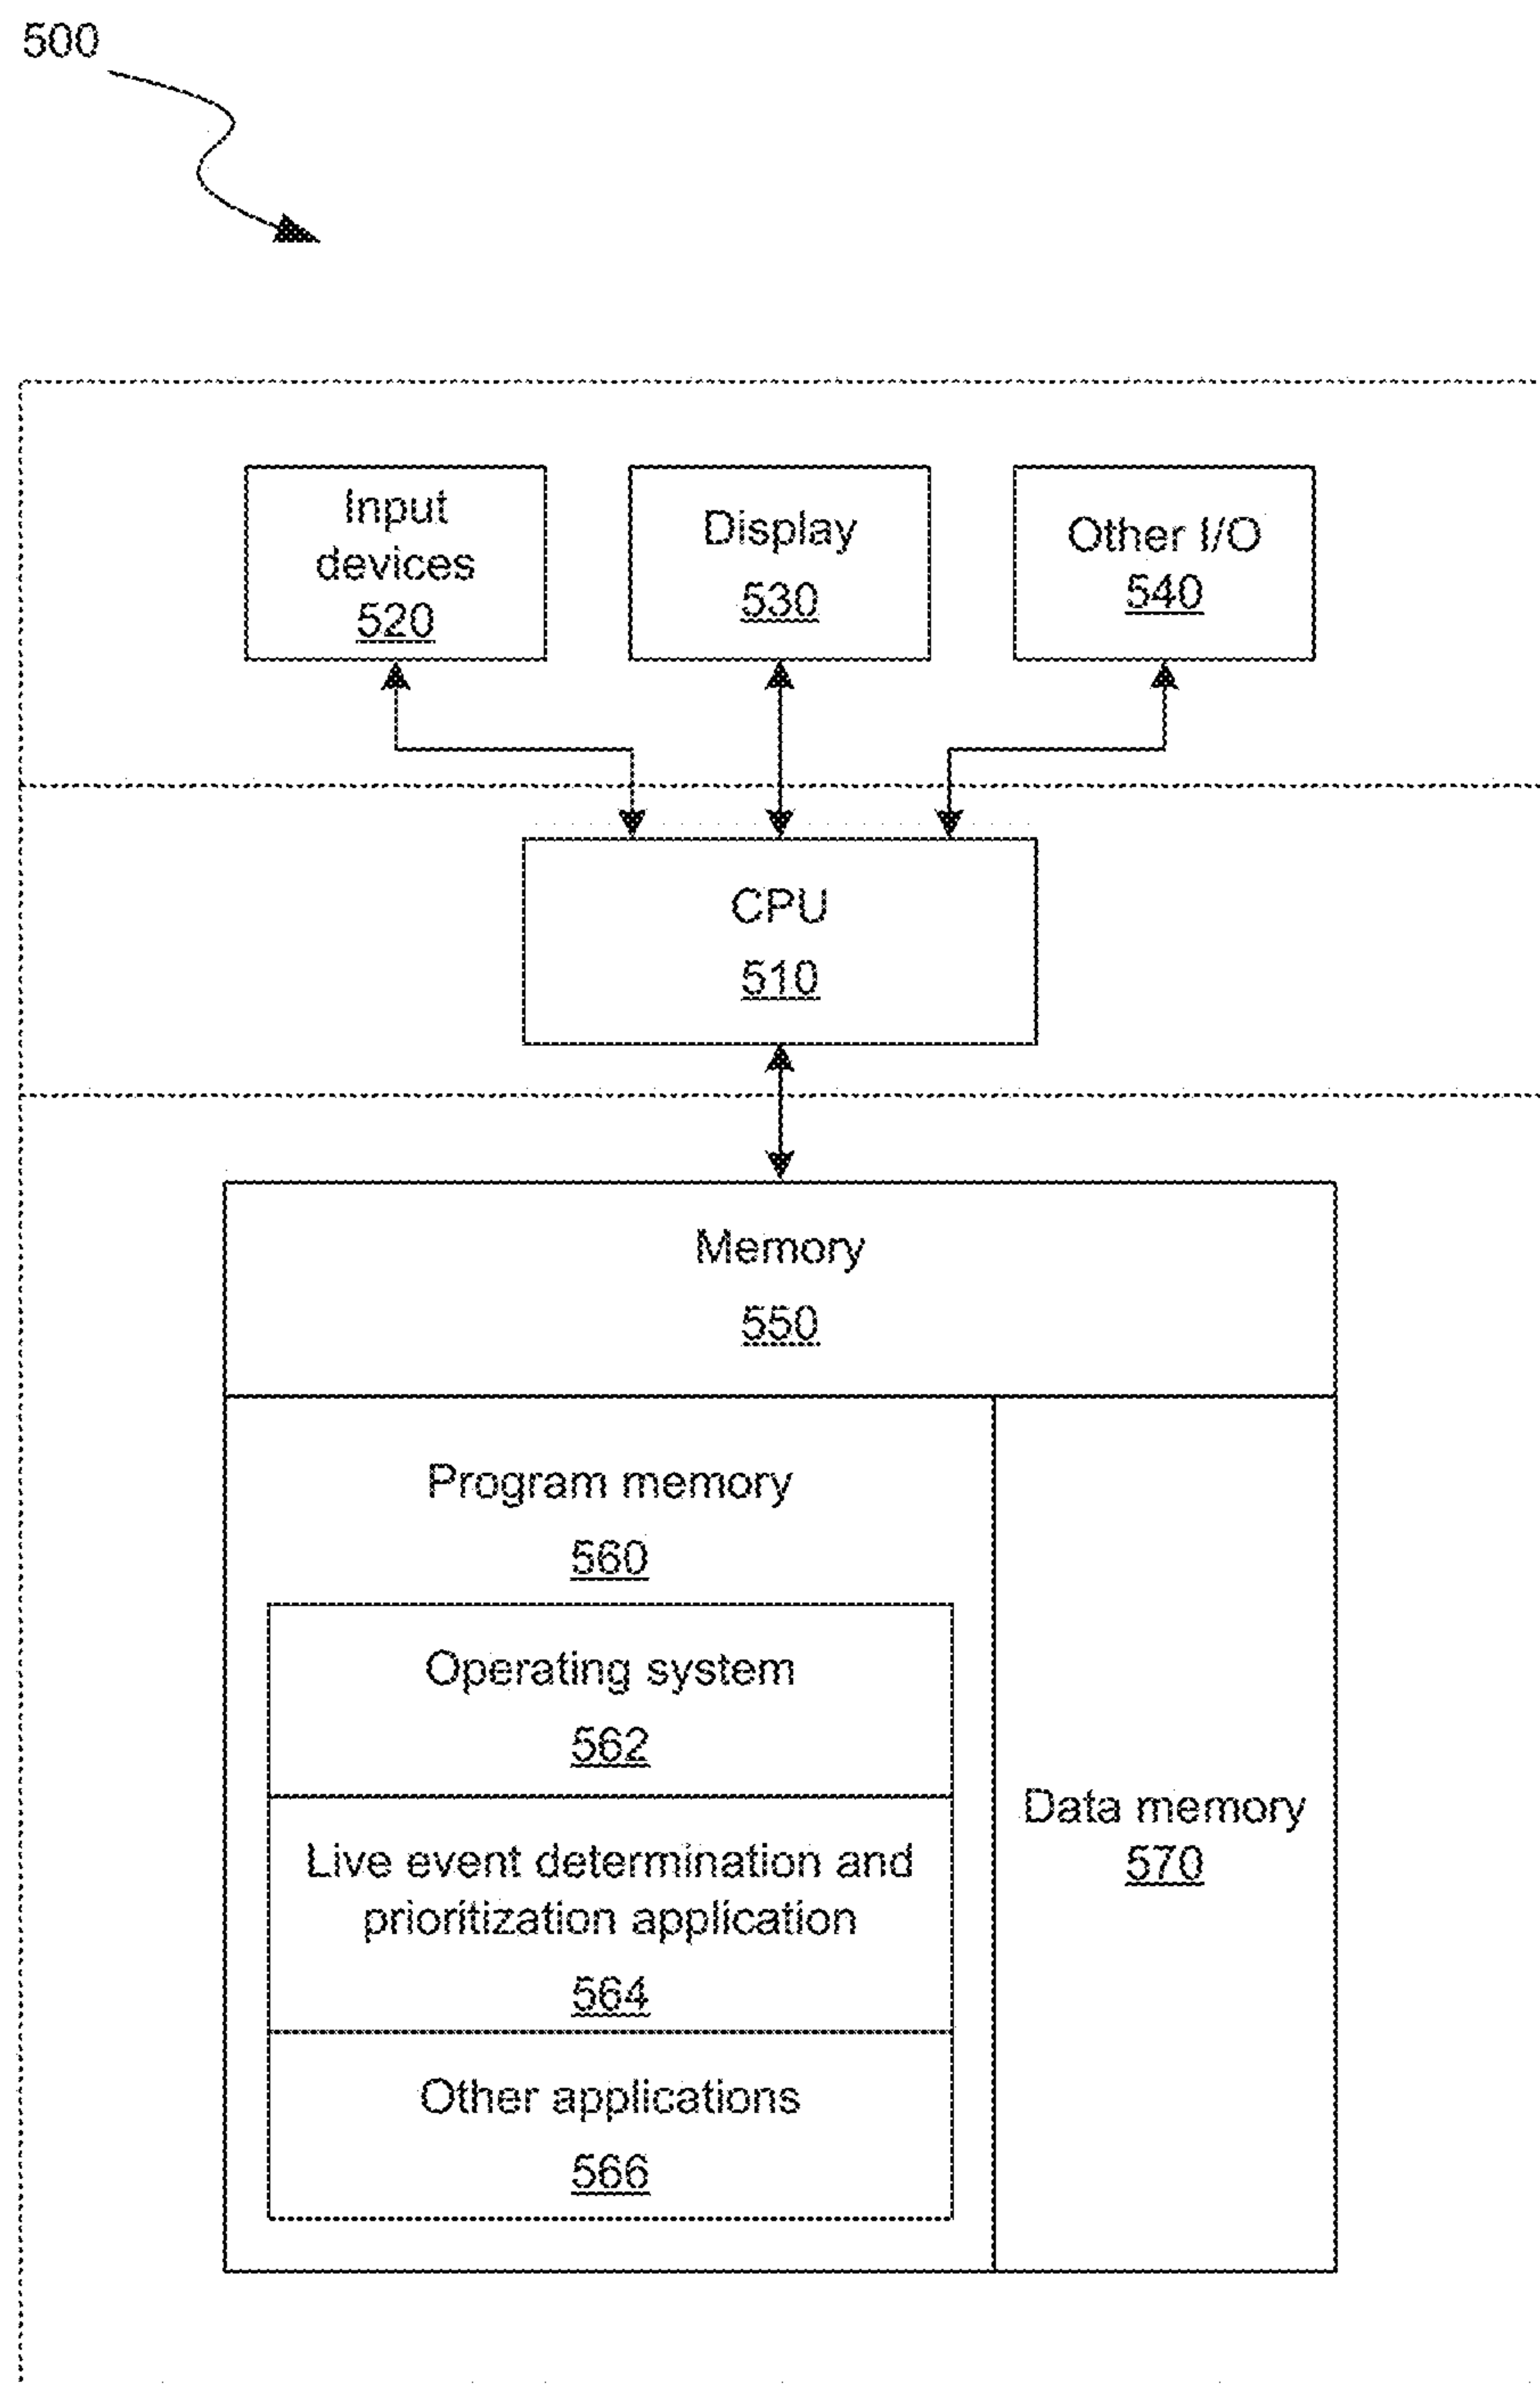 500
Input
devices
520
Display
530
Other I/O
540
CPU
510
Memory
550
Program memory
560
Operating system
562
Live event determination and
prioritization application
564
Other applications
566
Data memory
570